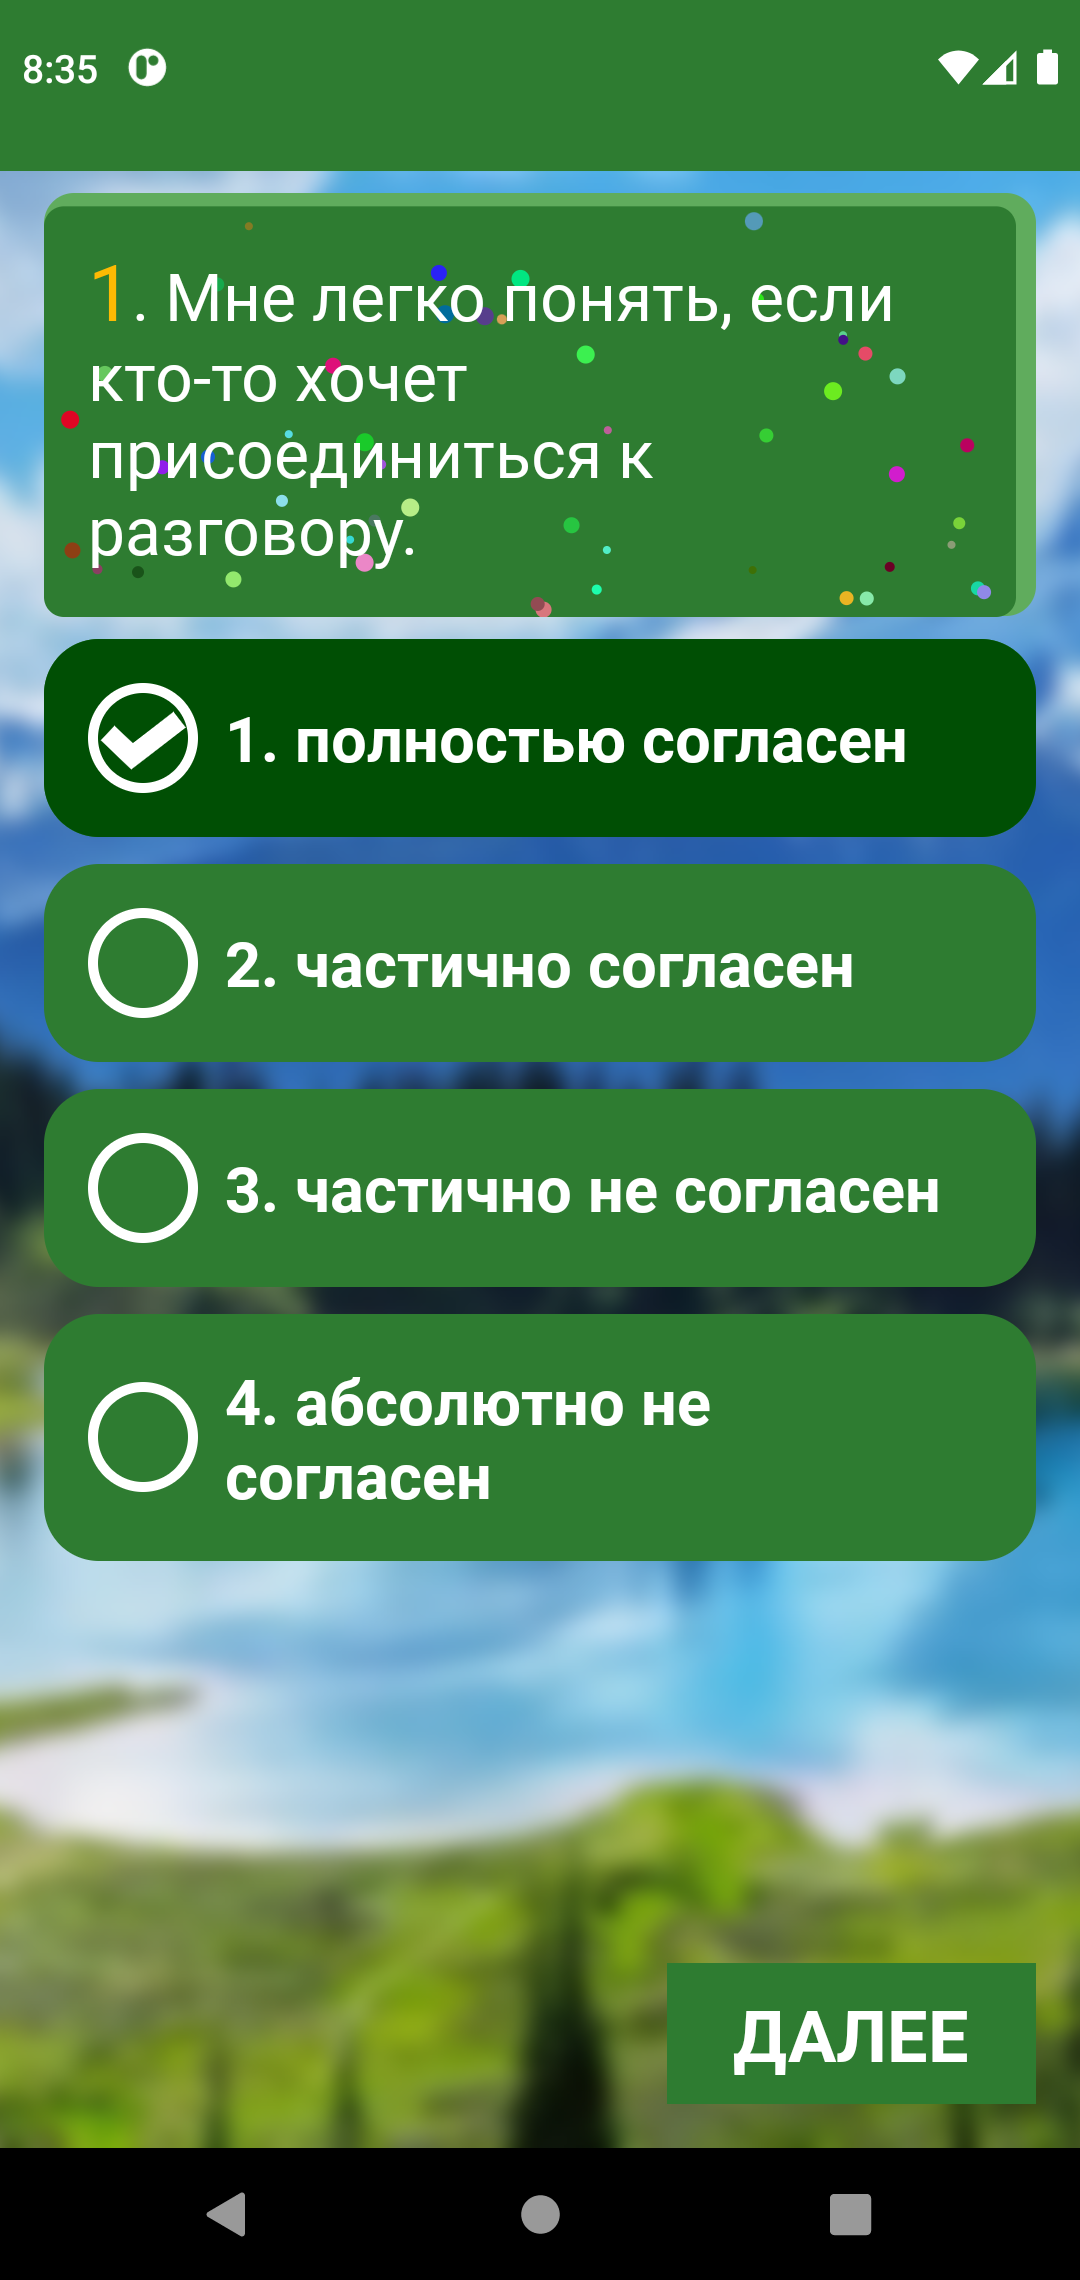 8:35
1. Мне легко понять, если
кто-то хочет
присоединиться к
разговору.
1. полностью согласен
2. частично согласен
3. частично не согласен
4. абсолютно не
согласен
ДАЛЕЕ